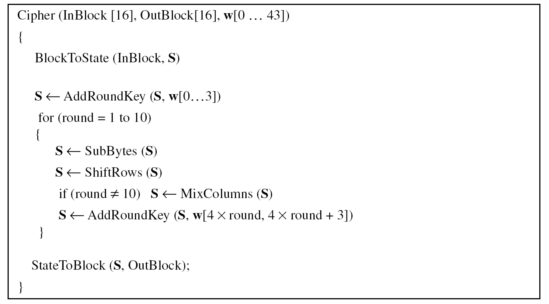 Cipher (InBlock [16], OutBlock[16], w[0 … 43])
{
BlockToState (InBlock, S)
S ← AddRoundKey (S, w[0…3])
for (round = 1 to 10)
{
S ← SubBytes (S)
S ← ShiftRows (S)
if (round ≠ 10) S ← MixColumns (S)
S ← AddRoundKey (S, w[4 × round, 4 × round + 3])
}
StateToBlock (S, OutBlock);
}